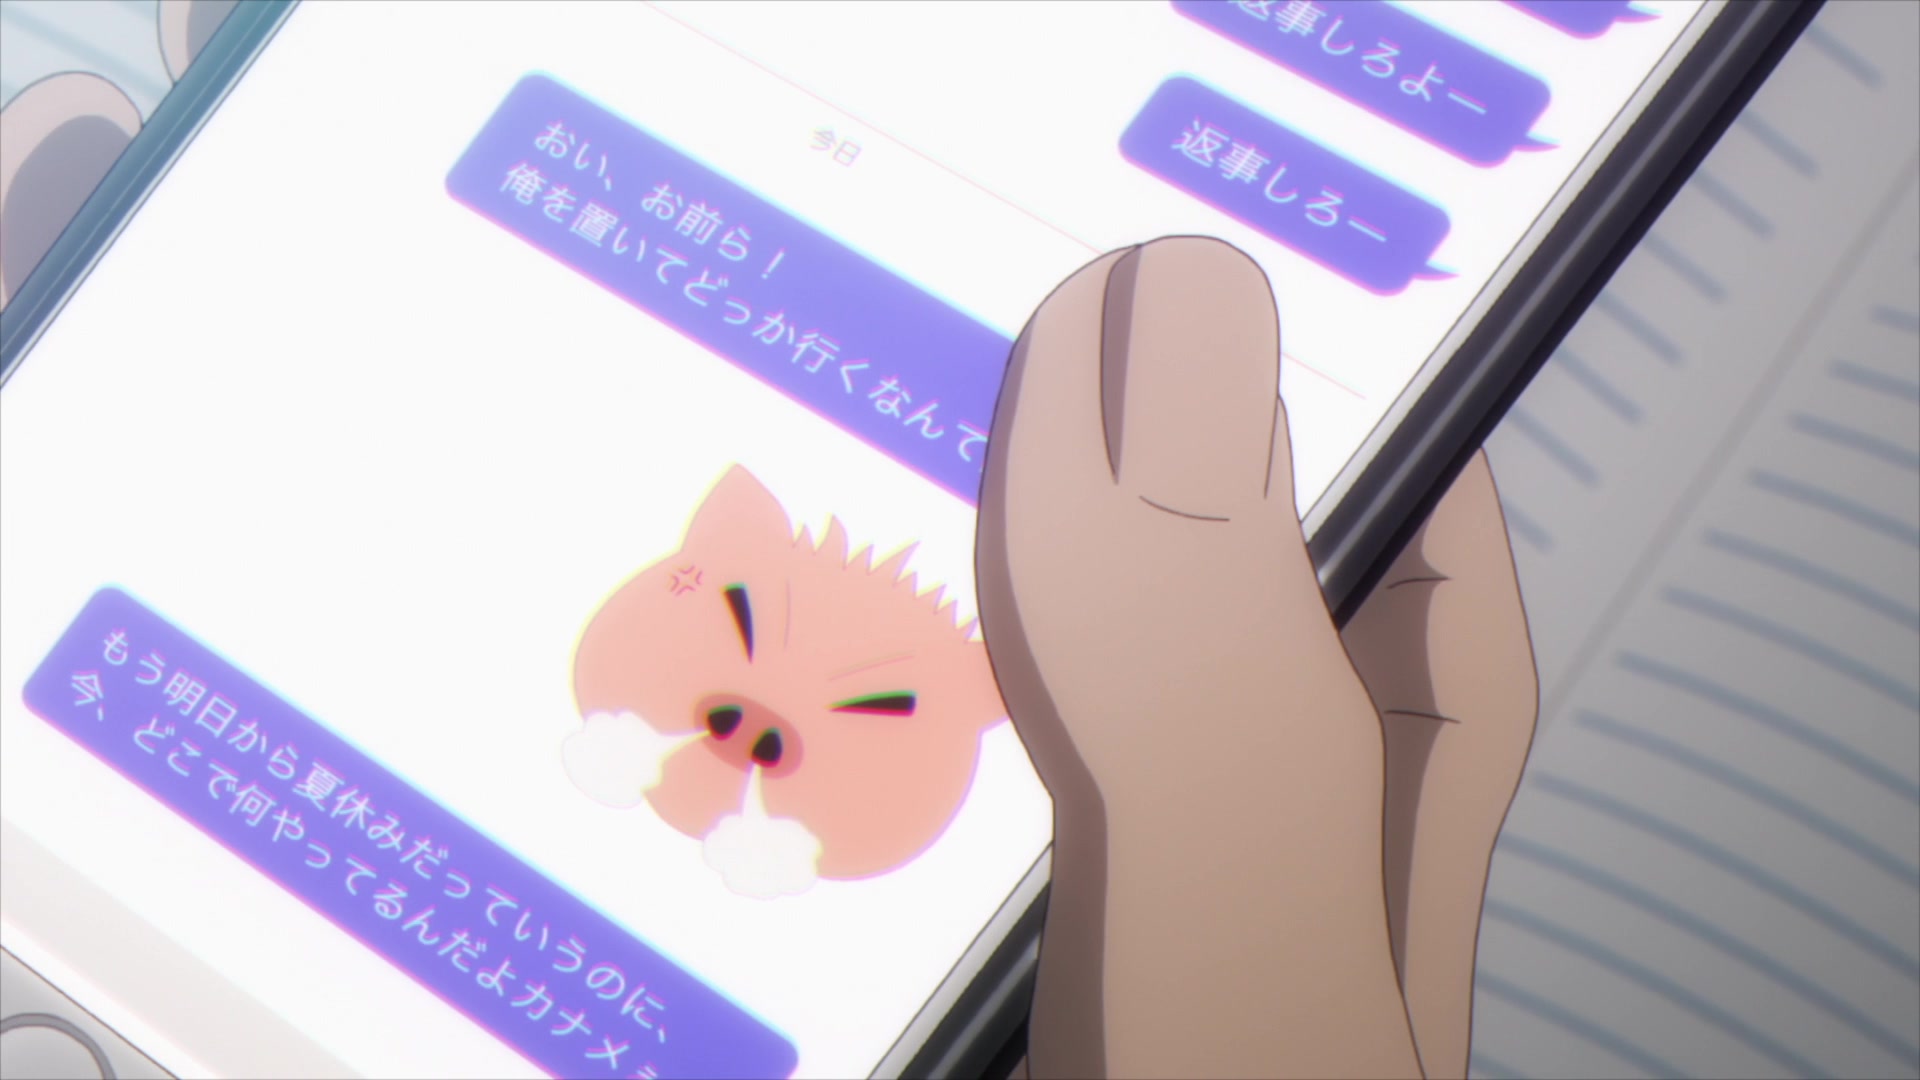 返事しろよー
返事しろー
今日
おい、お前ら！
俺を置いてどっか行くなんて
もう明日から夏休みだっていうのに、
今、どこで何やってるんだよカナメ